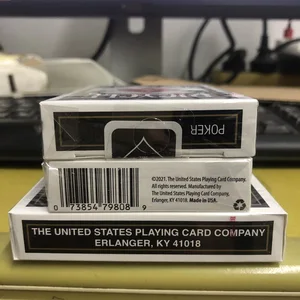 POKER
©2021. The United States Playing Card Company.
All rights reserved. Manufactured by
The United States Playing Card Company,
Erlanger, KY 41018. Made in USA.
0 73854 79808 9
THE UNITED STATES PLAYING CARD COMPANY
ERLANGER, KY 41018